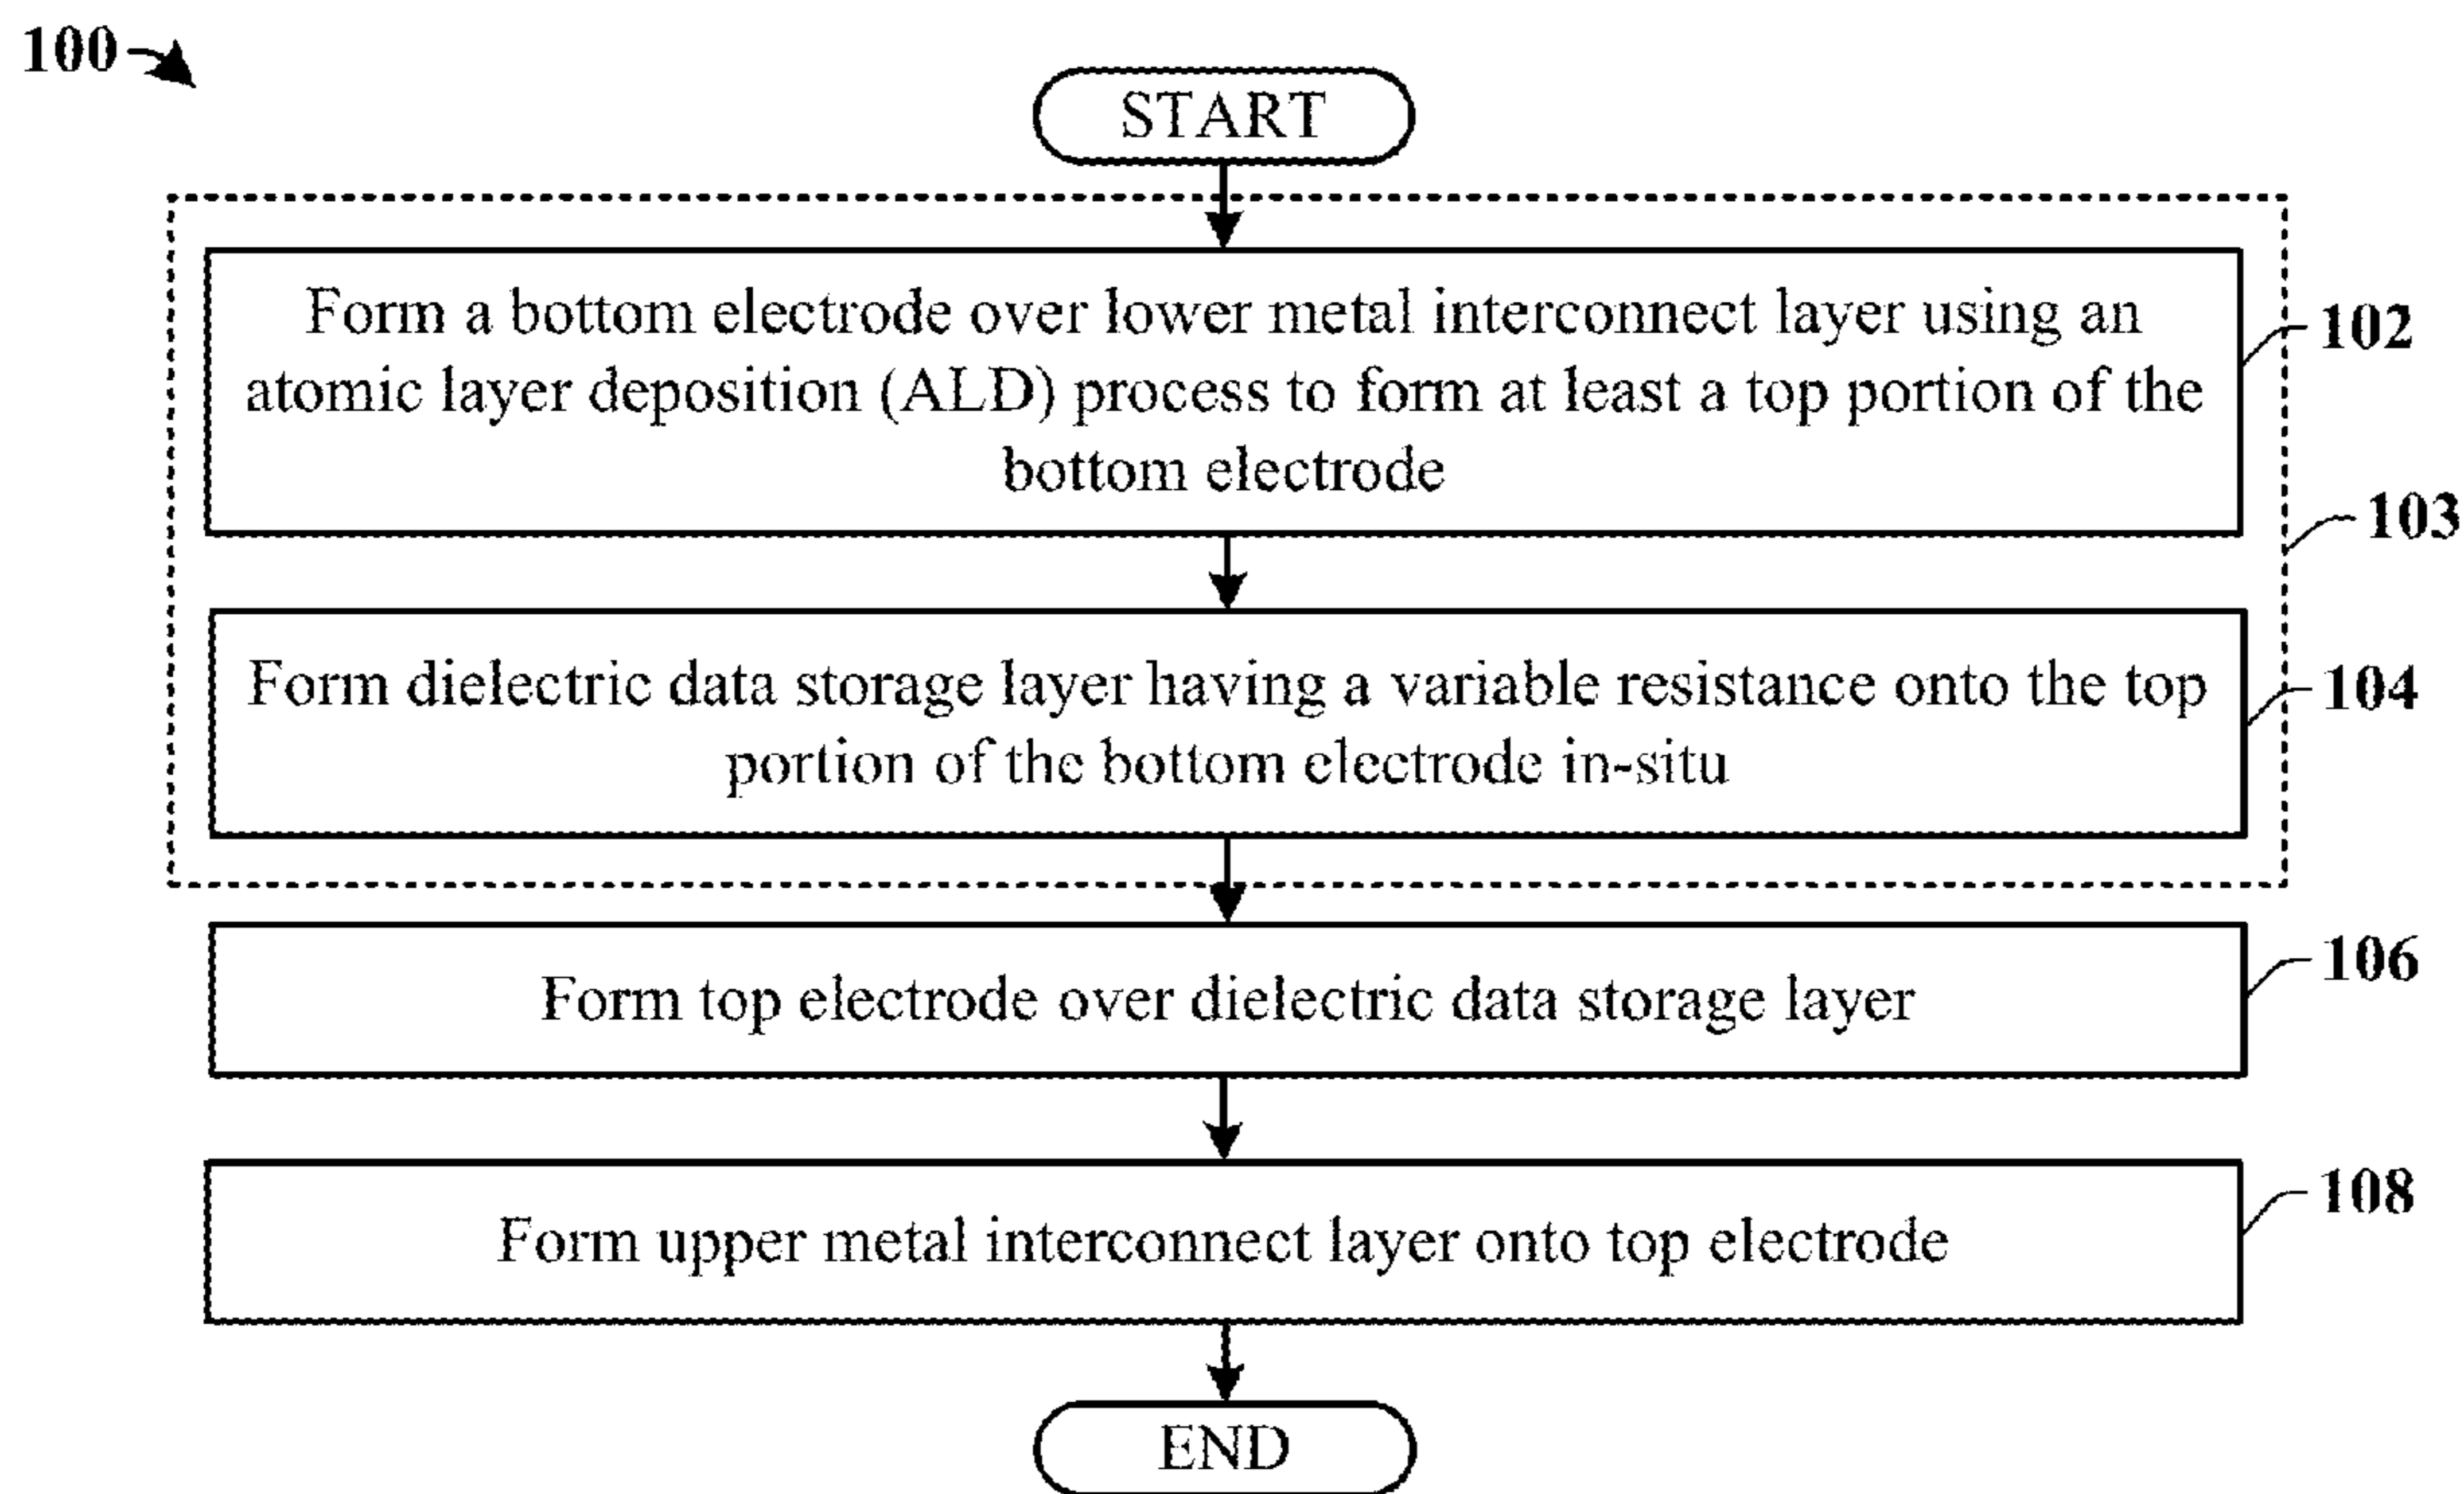 100
START
Form a bottom electrode over lower metal interconnect layer using an
atomic layer deposition (ALD) process to form at least a top portion of the
bottom electrode
102
103
Form dielectric data storage layer having a variable resistance onto the top
portion of the bottom electrode in-situ
104
Form top electrode over dielectric data storage layer
106
Form upper metal interconnect layer onto top electrode
108
END